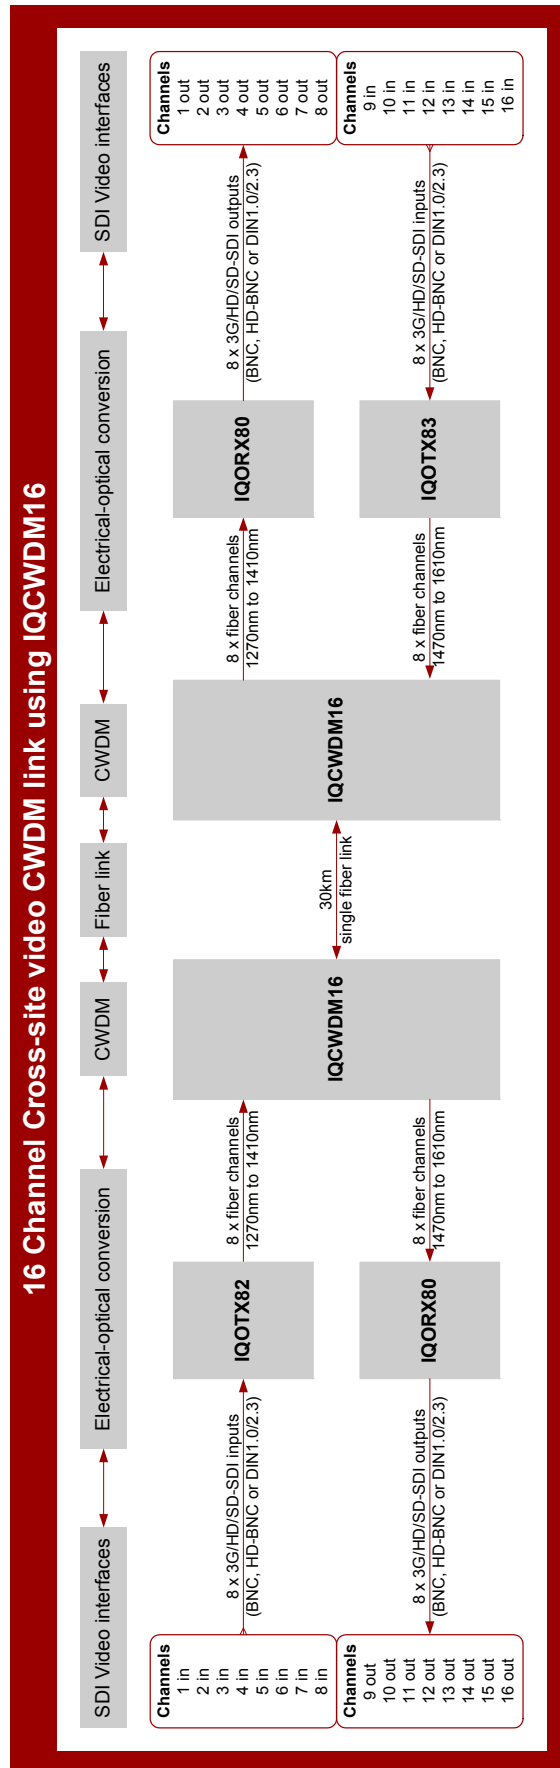 16 Channel Cross-site video CWDM link using IQCWDM16
SDI Video interfaces
Electrical-optical conversion
CWDM
Fiber link
CWDM
Electrical-optical conversion
SDI Video interfaces
Channels
1 in
2 in
3 in
4 in
5 in
6 in
7 in
8 in
8 x 3G/HD/SD-SDI inputs
(BNC, HD-BNC or DIN1.0/2.3)
IQOTX82
8 x fiber channels
1270nm to 1410nm
IQCWDM16
30km
single fiber link
IQCWDM16
8 x fiber channels
1270nm to 1410nm
IQORX80
8 x 3G/HD/SD-SDI outputs
(BNC, HD-BNC or DIN1.0/2.3)
Channels
1 out
2 out
3 out
4 out
5 out
6 out
7 out
8 out
Channels
9 out
10 out
11 out
12 out
13 out
14 out
15 out
16 out
8 x 3G/HD/SD-SDI outputs
(BNC, HD-BNC or DIN1.0/2.3)
IQORX80
8 x fiber channels
1470nm to 1610nm
8 x fiber channels
1470nm to 1610nm
IQOTX83
8 x 3G/HD/SD-SDI inputs
(BNC, HD-BNC or DIN1.0/2.3)
Channels
9 in
10 in
11 in
12 in
13 in
14 in
15 in
16 in